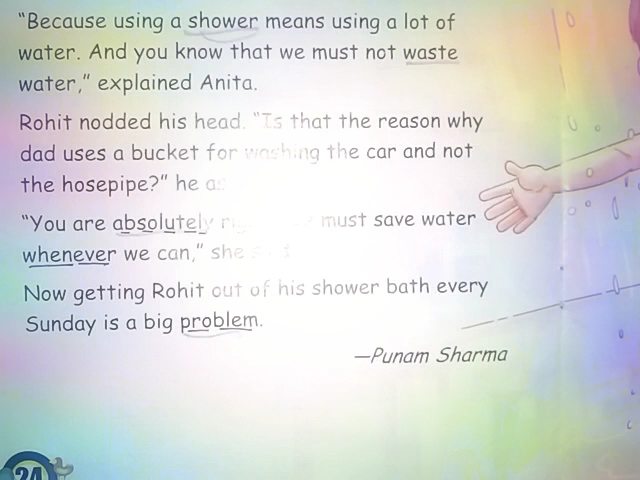 "Because using a shower means using a lot of
water. And you know that we must not waste
water," explained Anita.
Rohit nodded his head. "Is that the reason why
dad uses a bucket for washing the car and not
the hosepipe?" he
"You are absolutely must save water
whenever we can," she
Now getting Rohit out of his shower bath every
Sunday is a big problem.
—Punam Sharma
24